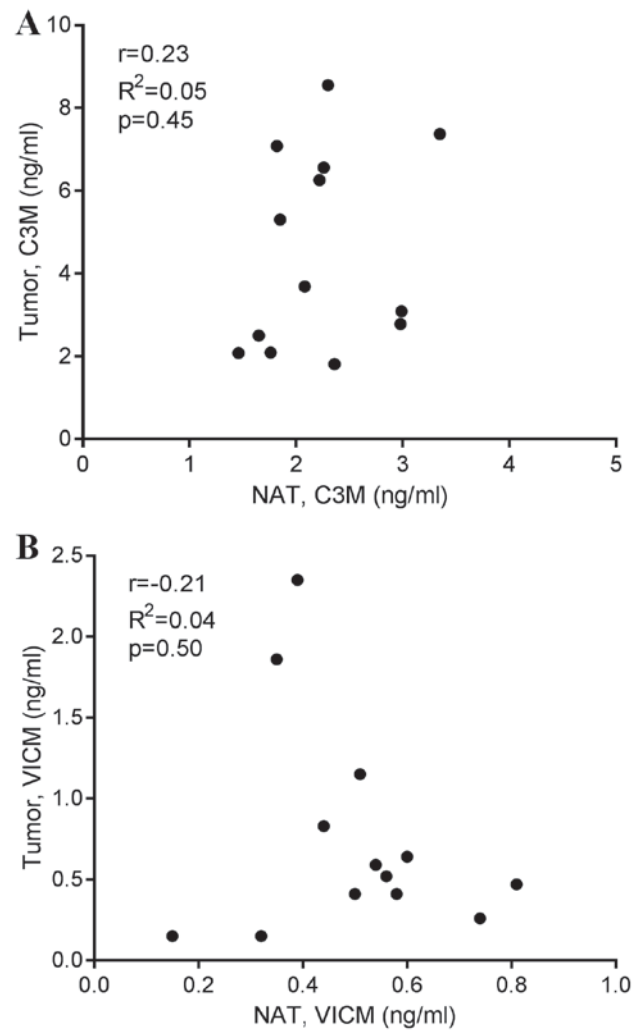 A
r=0.23
R²=0.05
p=0.45
Tumor, C3M (ng/ml)
10
8
6
4
2
0
0 1 2 3 4 5
NAT, C3M (ng/ml)
B
r=-0.21
R²=0.04
p=0.50
Tumor, VICM (ng/ml)
2.5
2.0
1.5
1.0
0.5
0.0
0.0 0.2 0.4 0.6 0.8 1.0
NAT, VICM (ng/ml)